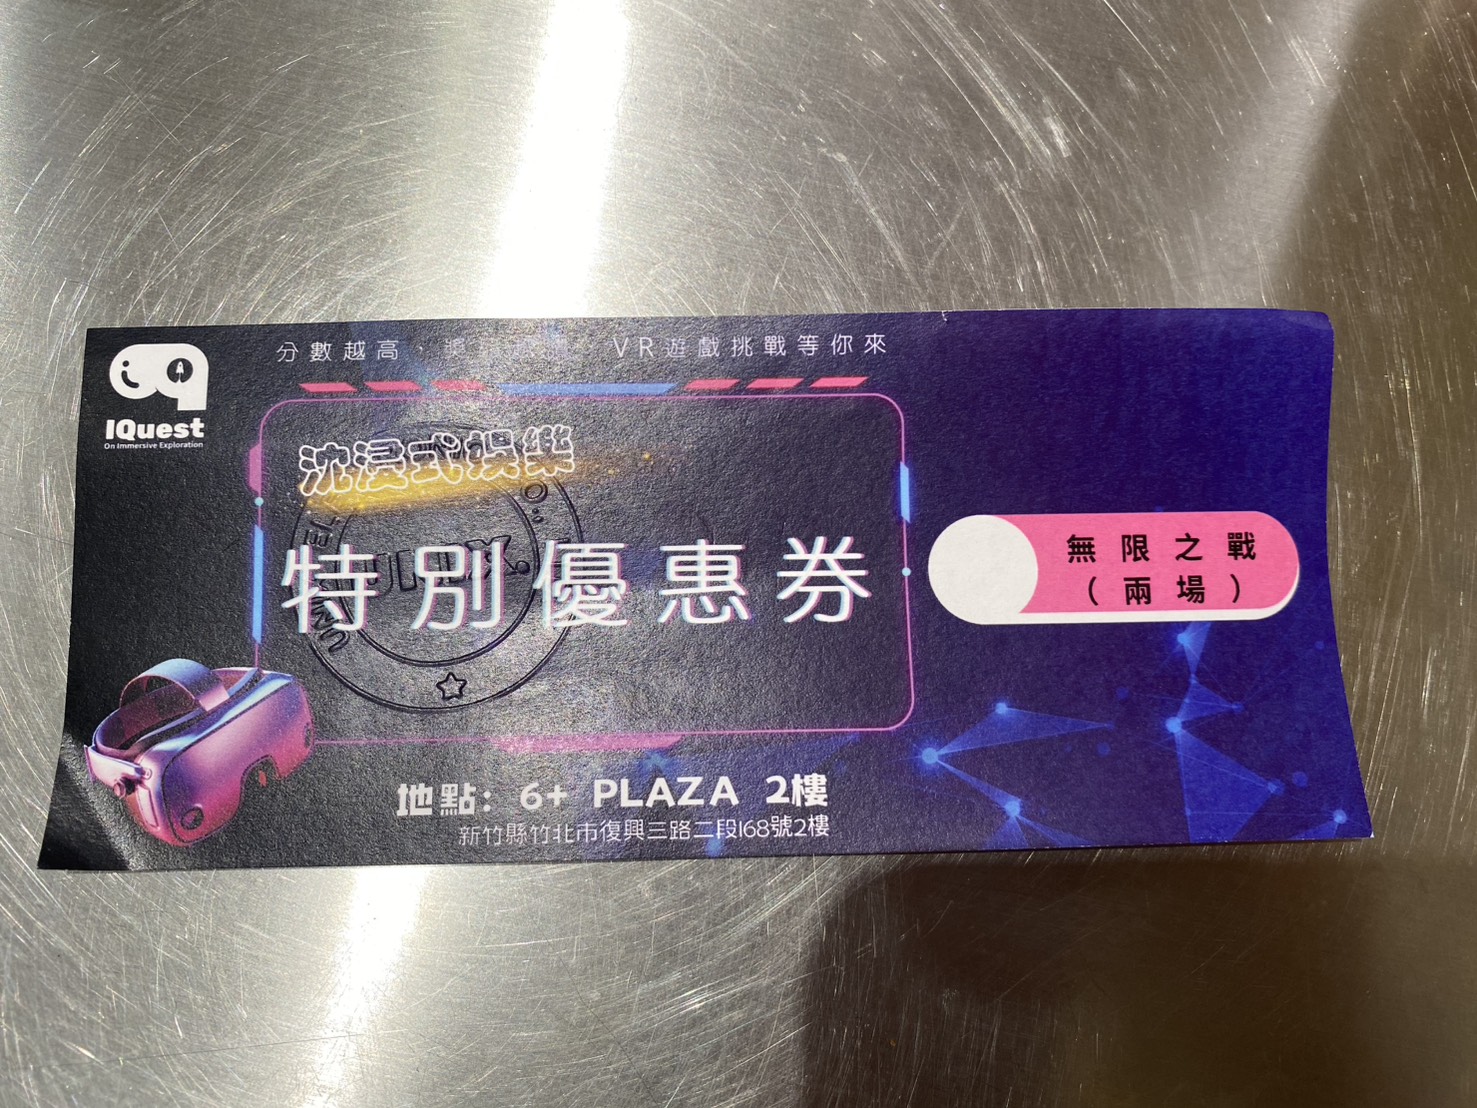 分數越高、獎 VR遊戲挑戰等你來
IQuest
On Immersive Exploration
沈浸式娛樂
特別優惠券
UNIX
無限之戰
（兩場）
地點：6+ PLAZA 2樓
新竹縣竹北市復興三路二段168號2樓